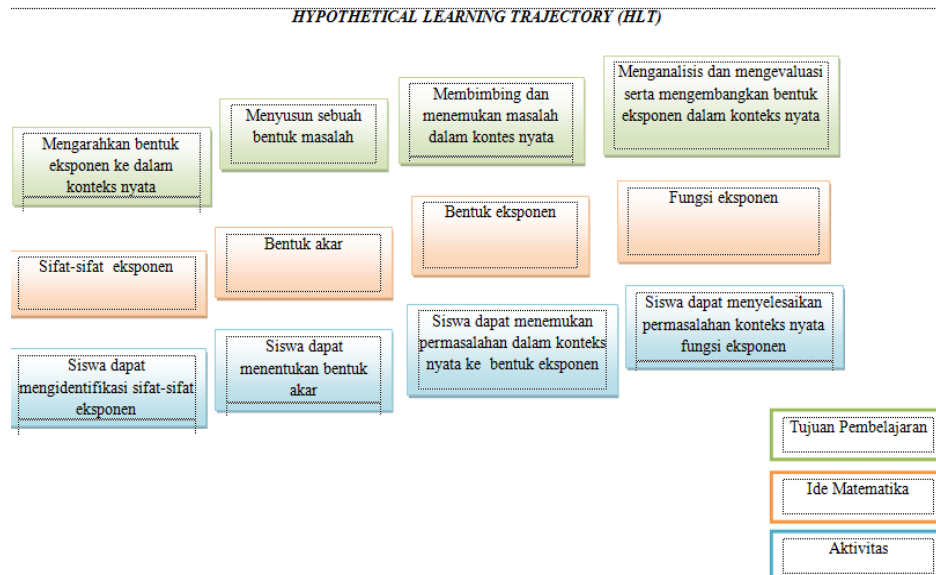 HYPOTHETICAL LEARNING TRAJECTORY (HLT)
Mengarahkan bentuk
eksponen ke dalam
konteks nyata
Menyusun sebuah
bentuk masalah
Membimbing dan
menemukan masalah
dalam kontes nyata
Menganalisis dan mengevaluasi
serta mengembangkan bentuk
eksponen dalam konteks nyata
Sifat-sifat eksponen
Bentuk akar
Bentuk eksponen
Fungsi eksponen
Siswa dapat
mengidentifikasi sifat-sifat
eksponen
Siswa dapat
menentukan bentuk
akar
Siswa dapat menemukan
permasalahan dalam konteks
nyata ke bentuk eksponen
Siswa dapat menyelesaikan
permasalahan konteks nyata
fungsi eksponen
Tujuan Pembelajaran
Ide Matematika
Aktivitas